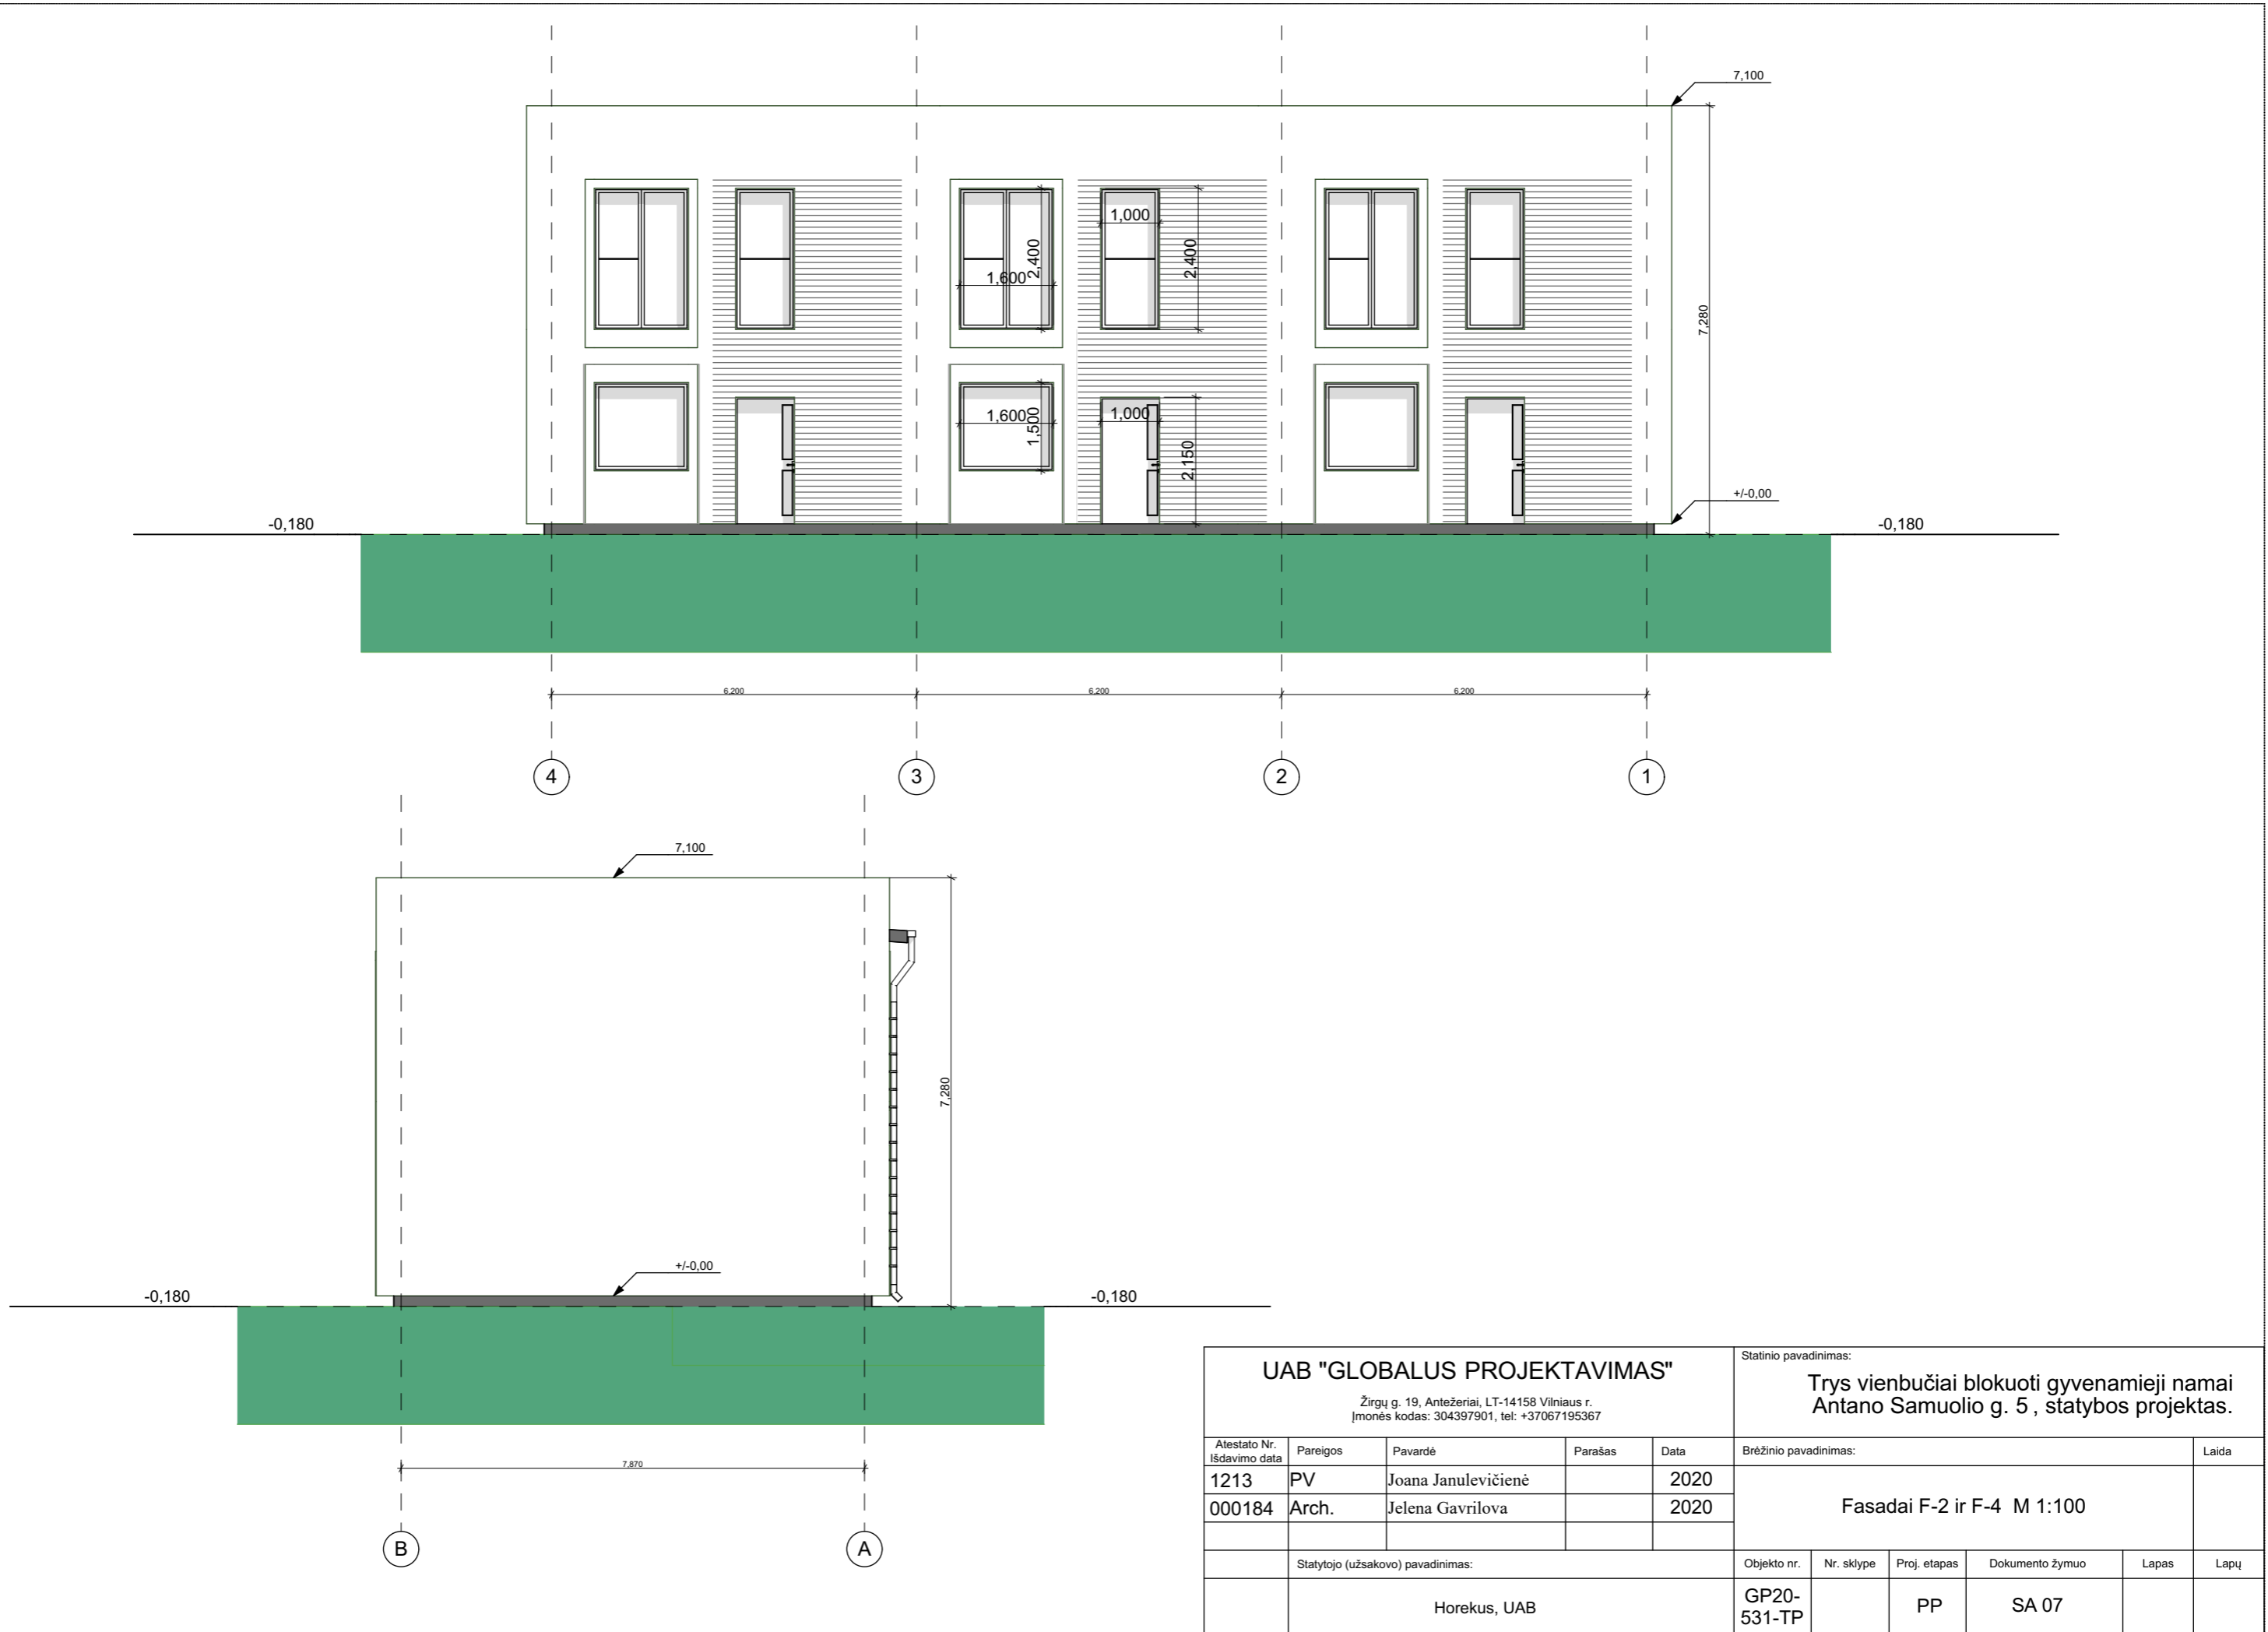 7,100
1,000
2,400
2,400
1,600
7,280
1,600
1,500
1,000
2,150
+/-0,00
-0,180
-0,180
6,200
6,200
6,200
4
3
2
1
7,100
7,280
+/-0,00
-0,180
-0,180
7,870
B
A
UAB "GLOBALUS PROJEKTAVIMAS"
Žirgų g. 19, Antežeriai, LT-14158 Vilniaus r.
Įmonės kodas: 304397901, tel: +37067195367
Statinio pavadinimas:
Trys vienbučiai blokuoti gyvenamieji namai
Antano Samuolio g. 5 , statybos projektas.
Atestato Nr.
Išdavimo data
Pareigos
Pavardė
Parašas
Data
Brėžinio pavadinimas:
Laida
1213
PV
Joana Janulevičienė
2020
000184
Arch.
Jelena Gavrilova
2020
Fasadai F-2 ir F-4 M 1:100
Statytojo (užsakovo) pavadinimas:
Objekto nr.
Nr. sklype
Proj. etapas
Dokumento žymuo
Lapas
Lapų
Horekus, UAB
GP20-
531-TP
PP
SA 07